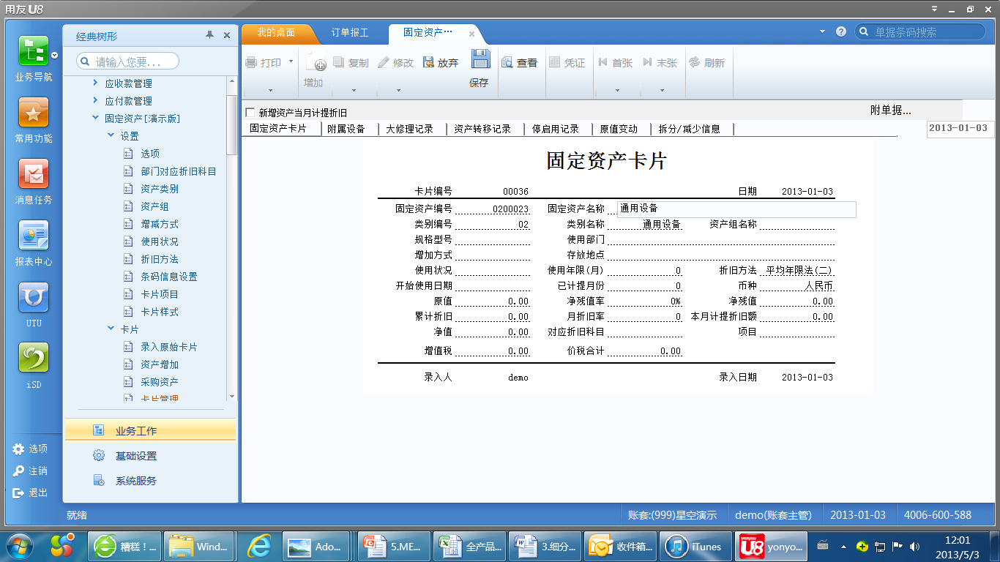 用友U8
经典树形
我的桌面
订单报工
固定资产…
单据条码搜索
业务导航
常用功能
消息任务
报表中心
UTU
iSD
选项
注销
退出
请输入您要...
应收款管理
应付款管理
固定资产[演示版]
设置
选项
部门对应折旧科目
资产类别
资产组
增减方式
使用状况
折旧方法
条码信息设置
卡片项目
卡片样式
卡片
录入原始卡片
资产增加
采购资产
卡片管理
业务工作
基础设置
系统服务
打印
增加
复制
修改
放弃
保存
查看
凭证
首张
末张
刷新
新增资产当月计提折旧
附单据...
固定资产卡片 附属设备 大修理记录 资产转移记录 停启用记录 原值变动 拆分/减少信息
2013-01-03
固定资产卡片
卡片编号 00036 日期 2013-01-03
固定资产编号 0200023 固定资产名称 通用设备
类别编号 02 类别名称 通用设备 资产组名称
规格型号 使用部门
增加方式 存放地点
使用状况 使用年限(月) 0 折旧方法 平均年限法(二)
开始使用日期 已计提月份 0 币种 人民币
原值 0.00 净残值率 0% 净残值 0.00
累计折旧 0.00 月折旧率 0 本月计提折旧额 0.00
净值 0.00 对应折旧科目 项目
增值税 0.00 价税合计 0.00
录入人 demo 录入日期 2013-01-03
就绪
账套:(999)星空演示 demo(账套主管) 2013-01-03 4006-600-588
糟糕！... Wind... Ado... 5.ME... 全产品... 3.细分... 收件箱... iTunes yonyo...
12:01
2013/5/3